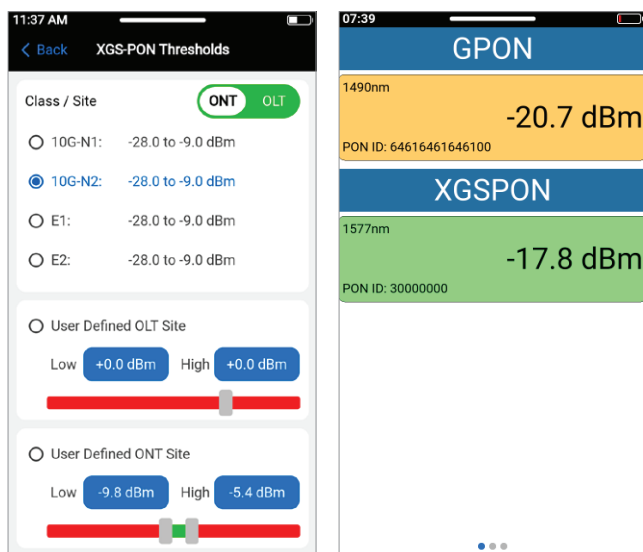 11:37 AM
Back XGS-PON Thresholds
Class / Site ONT OLT
10G-N1: -28.0 to -9.0 dBm
10G-N2: -28.0 to -9.0 dBm
E1: -28.0 to -9.0 dBm
E2: -28.0 to -9.0 dBm
User Defined OLT Site
Low +0.0 dBm High +0.0 dBm
User Defined ONT Site
Low -9.8 dBm High -5.4 dBm
07:39
GPON
1490nm
-20.7 dBm
PON ID: 64616461646100
XGSPON
1577nm
-17.8 dBm
PON ID: 30000000